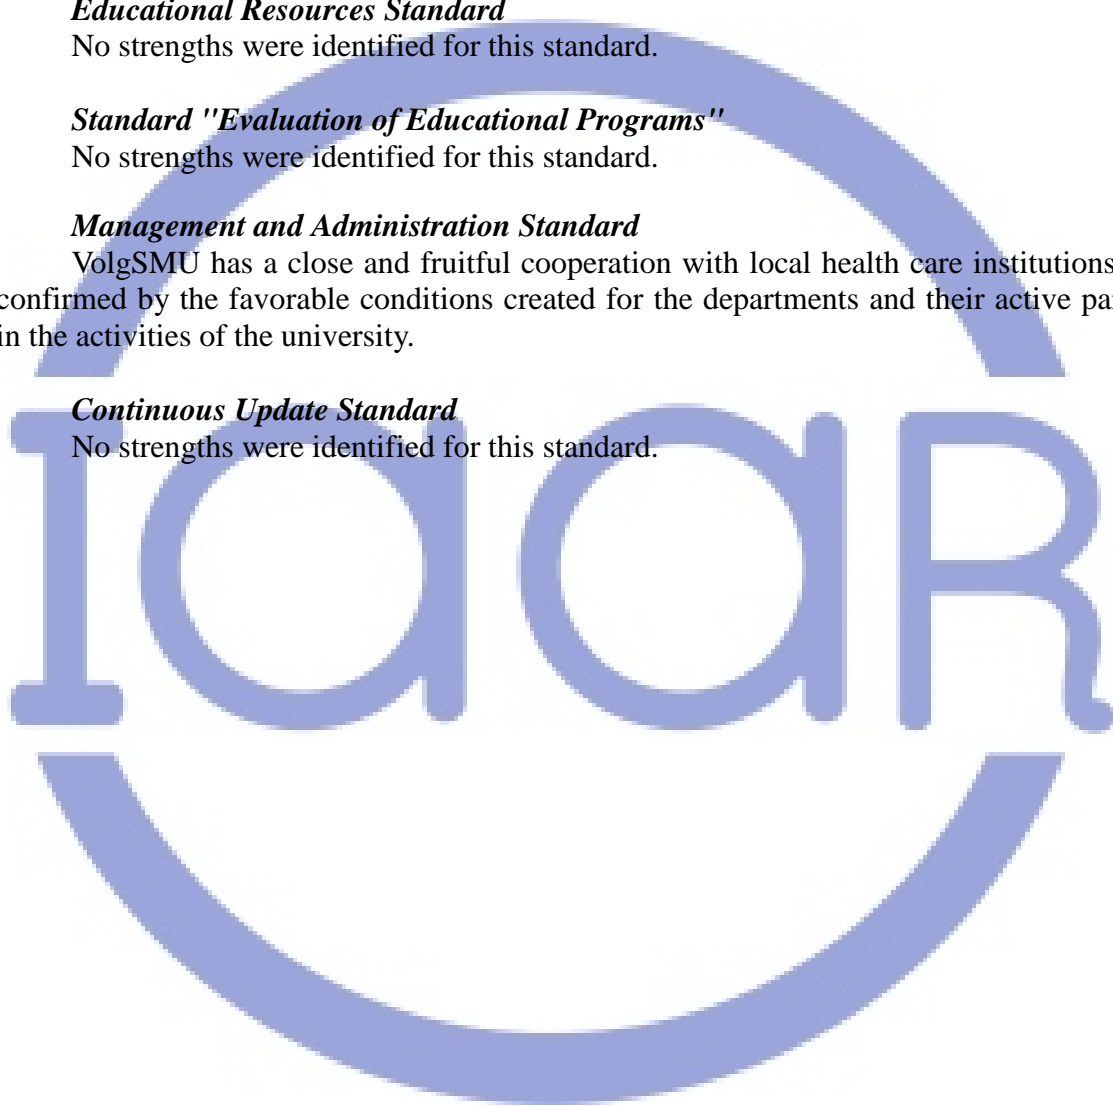 Educational Resources Standard
No strengths were identified for this standard.
Standard "Evaluation of Educational Programs"
No strengths were identified for this standard.
Management and Administration Standard
VolgSMU has a close and fruitful cooperation with local health care institutions
confirmed by the favorable conditions created for the departments and their active
in the activities of the university.
Continuous Update Standard
No strengths were identified for this standard.
IaaR